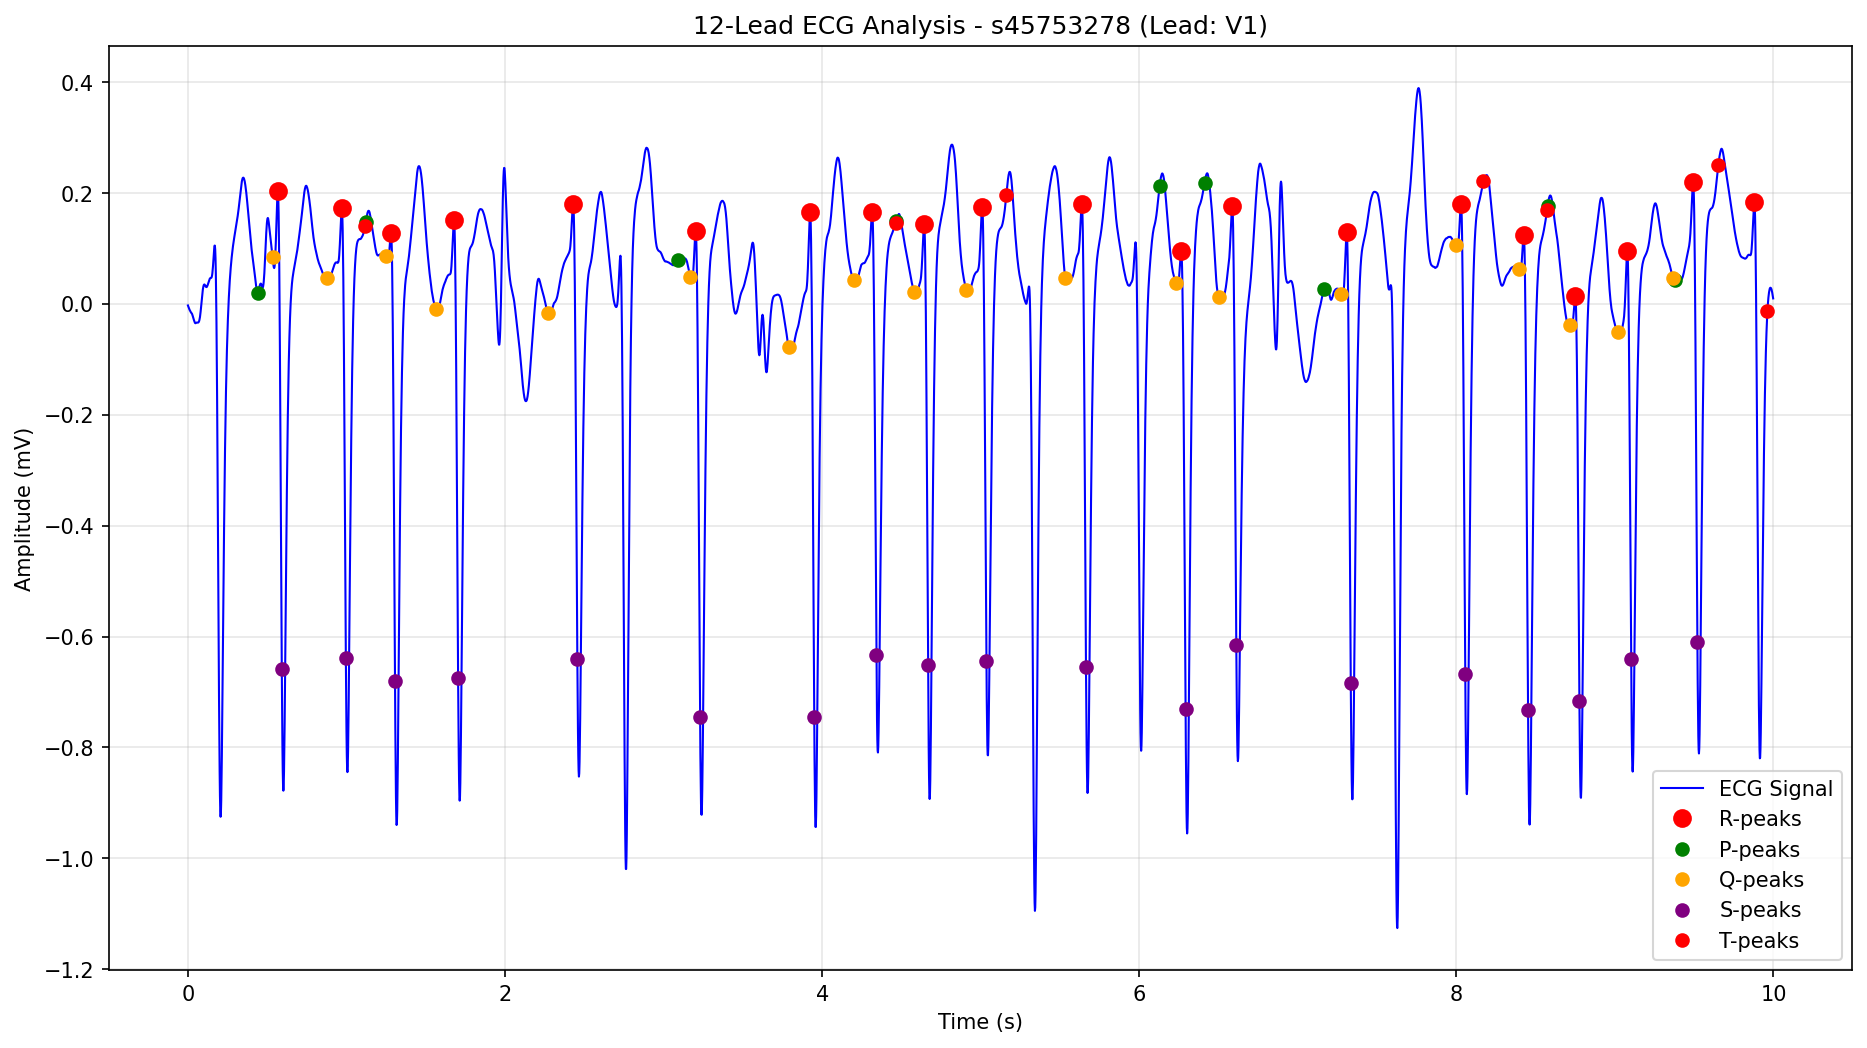 12-Lead ECG Analysis - s45753278 (Lead: V1)
0.4
0.2
0.0
−0.2
−0.4
−0.6
−0.8
−1.0
−1.2
Amplitude (mV)
0 2 4 6 8 10
Time (s)
ECG Signal
R-peaks
P-peaks
Q-peaks
S-peaks
T-peaks